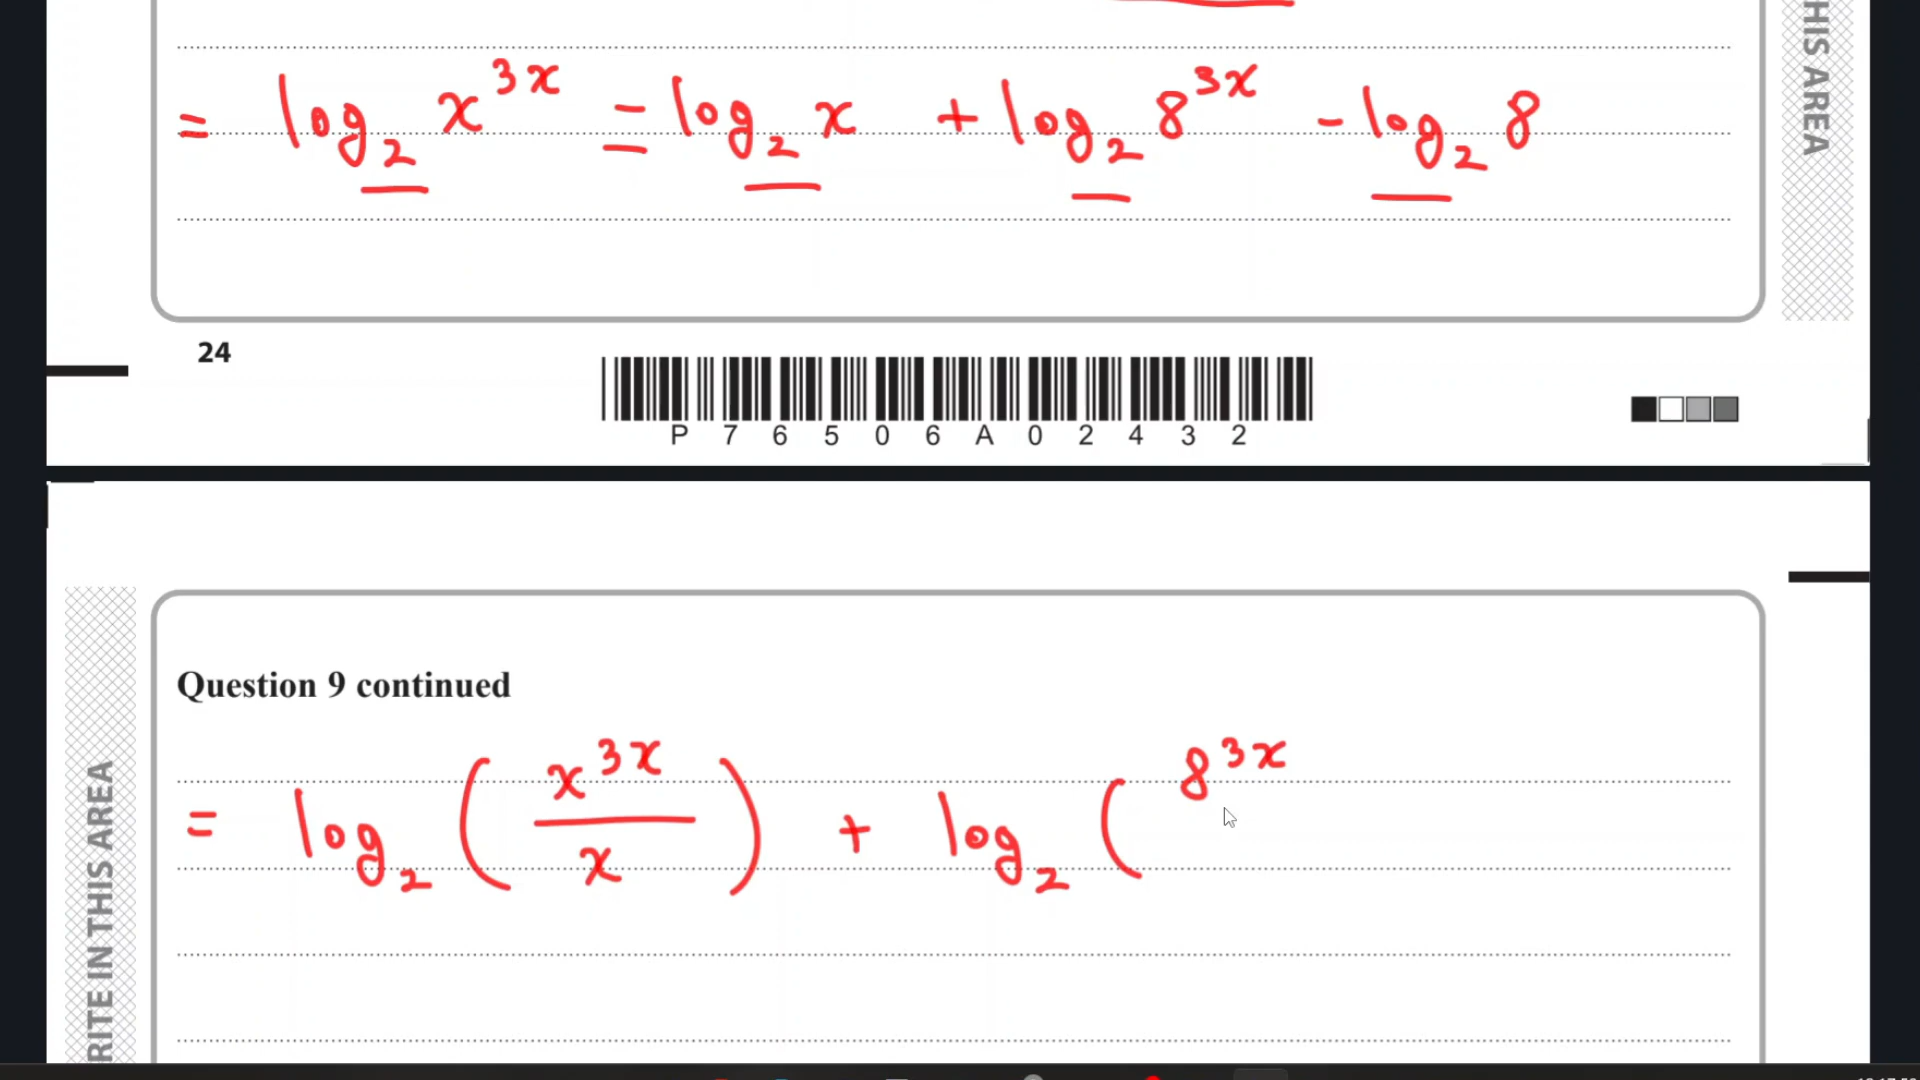 HIS AREA
= log₂ x^{3x} = log₂ x + log₂ 8^{3x} - log₂ 8
24
P 7 6 5 0 6 A 0 2 4 3 2
RITE IN THIS AREA
Question 9 continued
= log₂ ( x^{3x} / x ) + log₂ ( 8^{3x}